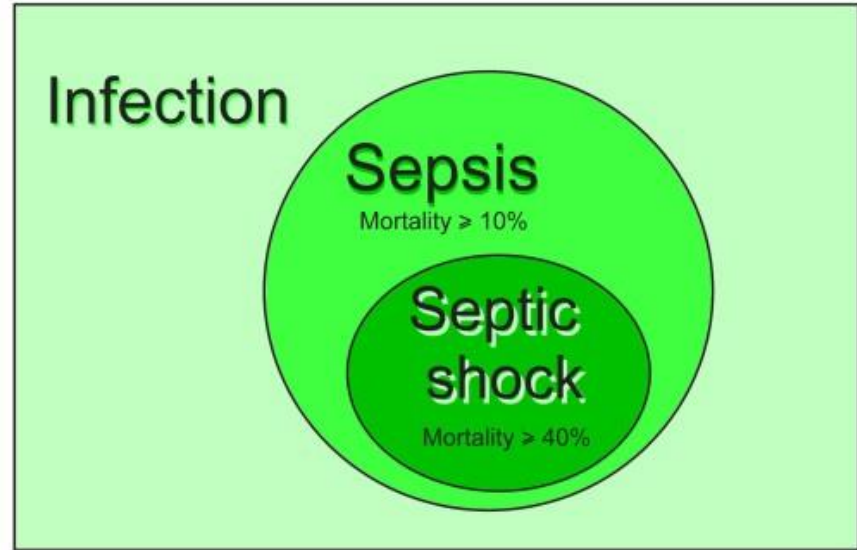 Infection
Sepsis
Mortality ⩾ 10%
Septic
shock
Mortality ⩾ 40%